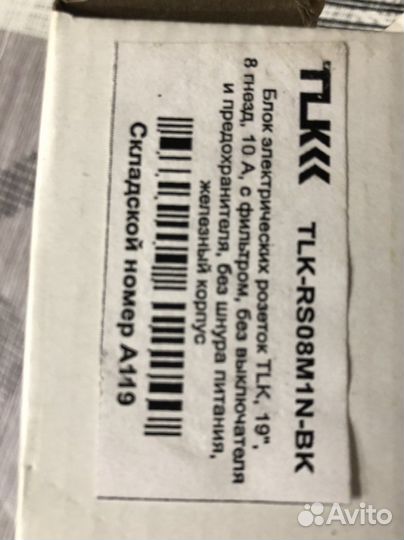 TLK
TLK-RS08M1N-BK
Блок электрических розеток TLK, 19",
8 гнезд, 10 А, с фильтром, без выключателя
и предохранителя, без шнура питания,
железный корпус
Складской номер A119
Avito